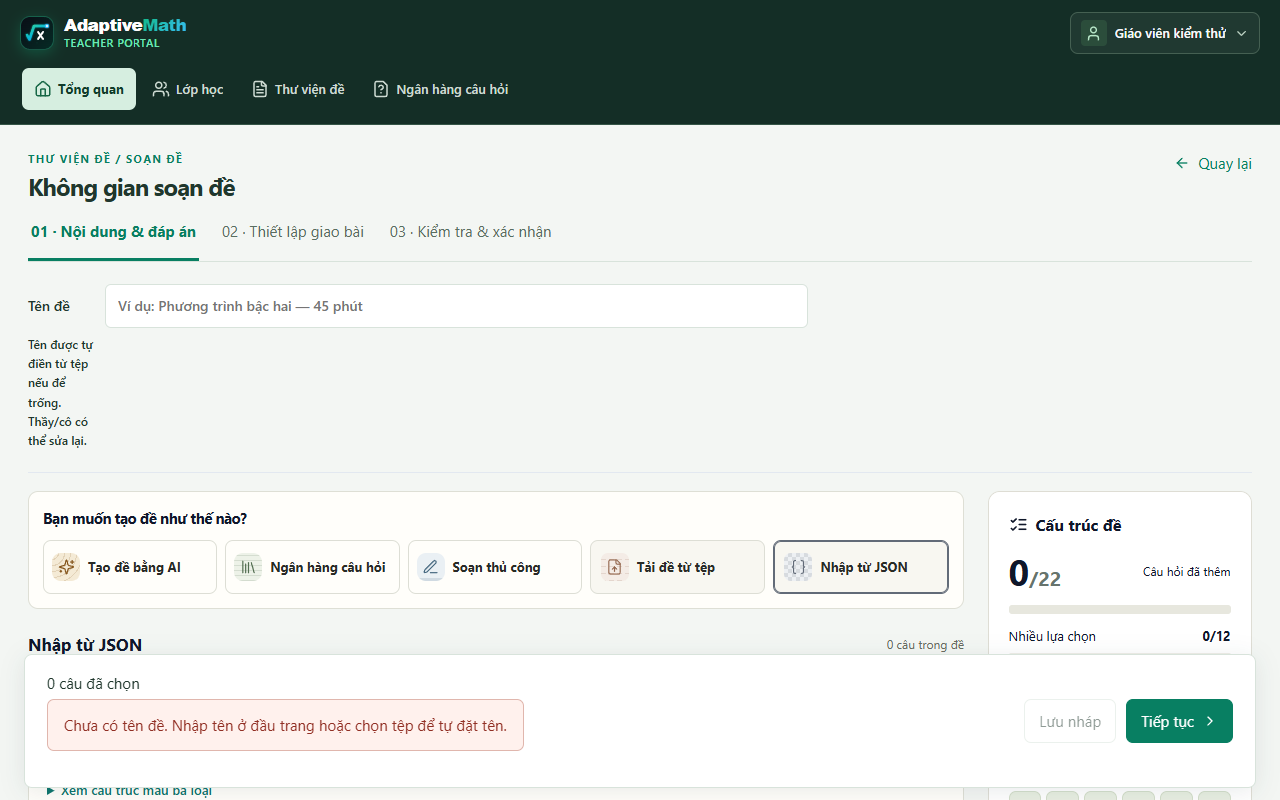 AdaptiveMath
TEACHER PORTAL
Giáo viên kiểm thử
Tổng quan
Lớp học
Thư viện đề
Ngân hàng câu hỏi
THƯ VIỆN ĐỀ / SOẠN ĐỀ
Quay lại
Không gian soạn đề
01 · Nội dung & đáp án
02 · Thiết lập giao bài
03 · Kiểm tra & xác nhận
Tên đề
Ví dụ: Phương trình bậc hai — 45 phút
Tên được tự
điền từ tệp
nếu để
trống.
Thầy/cô có
thể sửa lại.
Bạn muốn tạo đề như thế nào?
Tạo đề bằng AI
Ngân hàng câu hỏi
Soạn thủ công
Tải đề từ tệp
Nhập từ JSON
Cấu trúc đề
0/22
Câu hỏi đã thêm
Nhiều lựa chọn
0/12
Nhập từ JSON
0 câu trong đề
0 câu đã chọn
Chưa có tên đề. Nhập tên ở đầu trang hoặc chọn tệp để tự đặt tên.
Lưu nháp
Tiếp tục
Xem cấu trúc mẫu ba loại